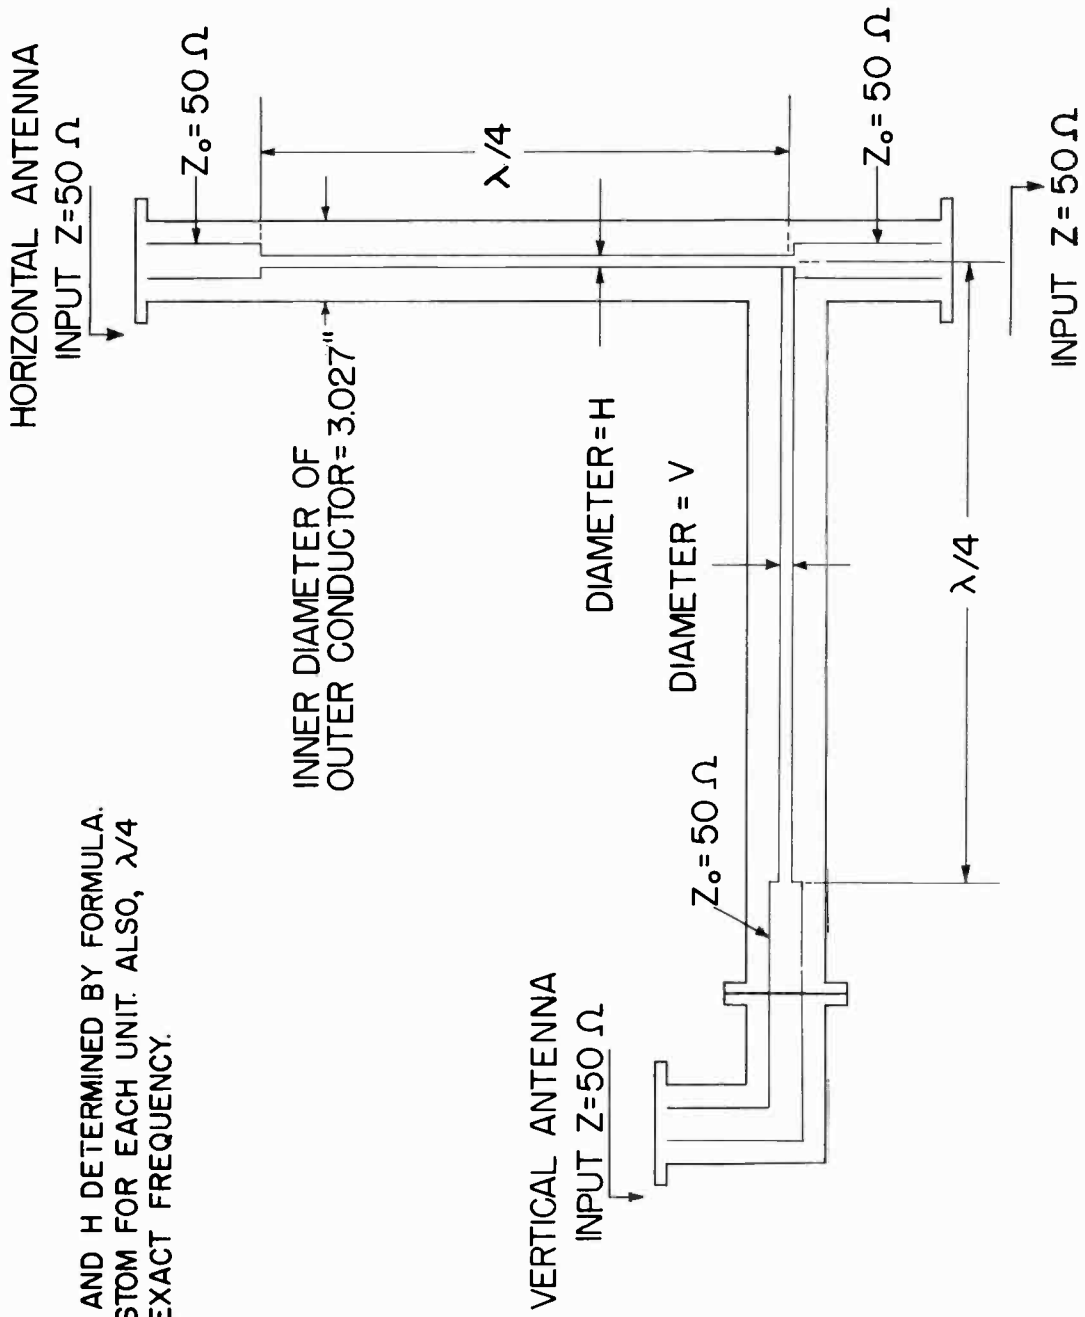 HORIZONTAL ANTENNA
INPUT Z=50 Ω
Z₀=50 Ω
AND H DETERMINED BY FORMULA.
STOM FOR EACH UNIT. ALSO, λ/4
EXACT FREQUENCY.
INNER DIAMETER OF
OUTER CONDUCTOR=3.027"
λ/4
VERTICAL ANTENNA
INPUT Z=50 Ω
DIAMETER=H
DIAMETER = V
Z₀=50 Ω
Z₀=50 Ω
λ/4
INPUT Z=50Ω